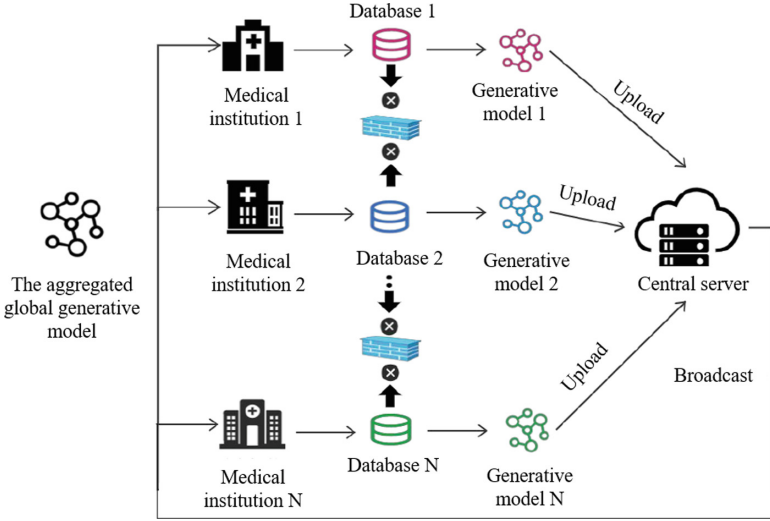 Database 1
Medical
institution 1
Generative
model 1
Upload
The aggregated
global generative
model
Medical
institution 2
Database 2
Generative
model 2
Upload
Central server
Medical
institution N
Database N
Generative
model N
Upload
Broadcast